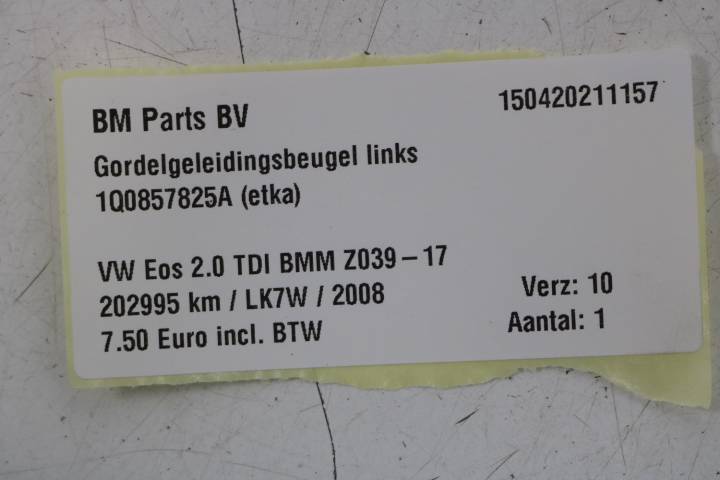 BM Parts BV 150420211157
Gordelgeleidingsbeugel links
1Q0857825A (etka)
VW Eos 2.0 TDI BMM Z039-17
202995 km / LK7W / 2008 Verz: 10
7.50 Euro incl. BTW Aantal: 1